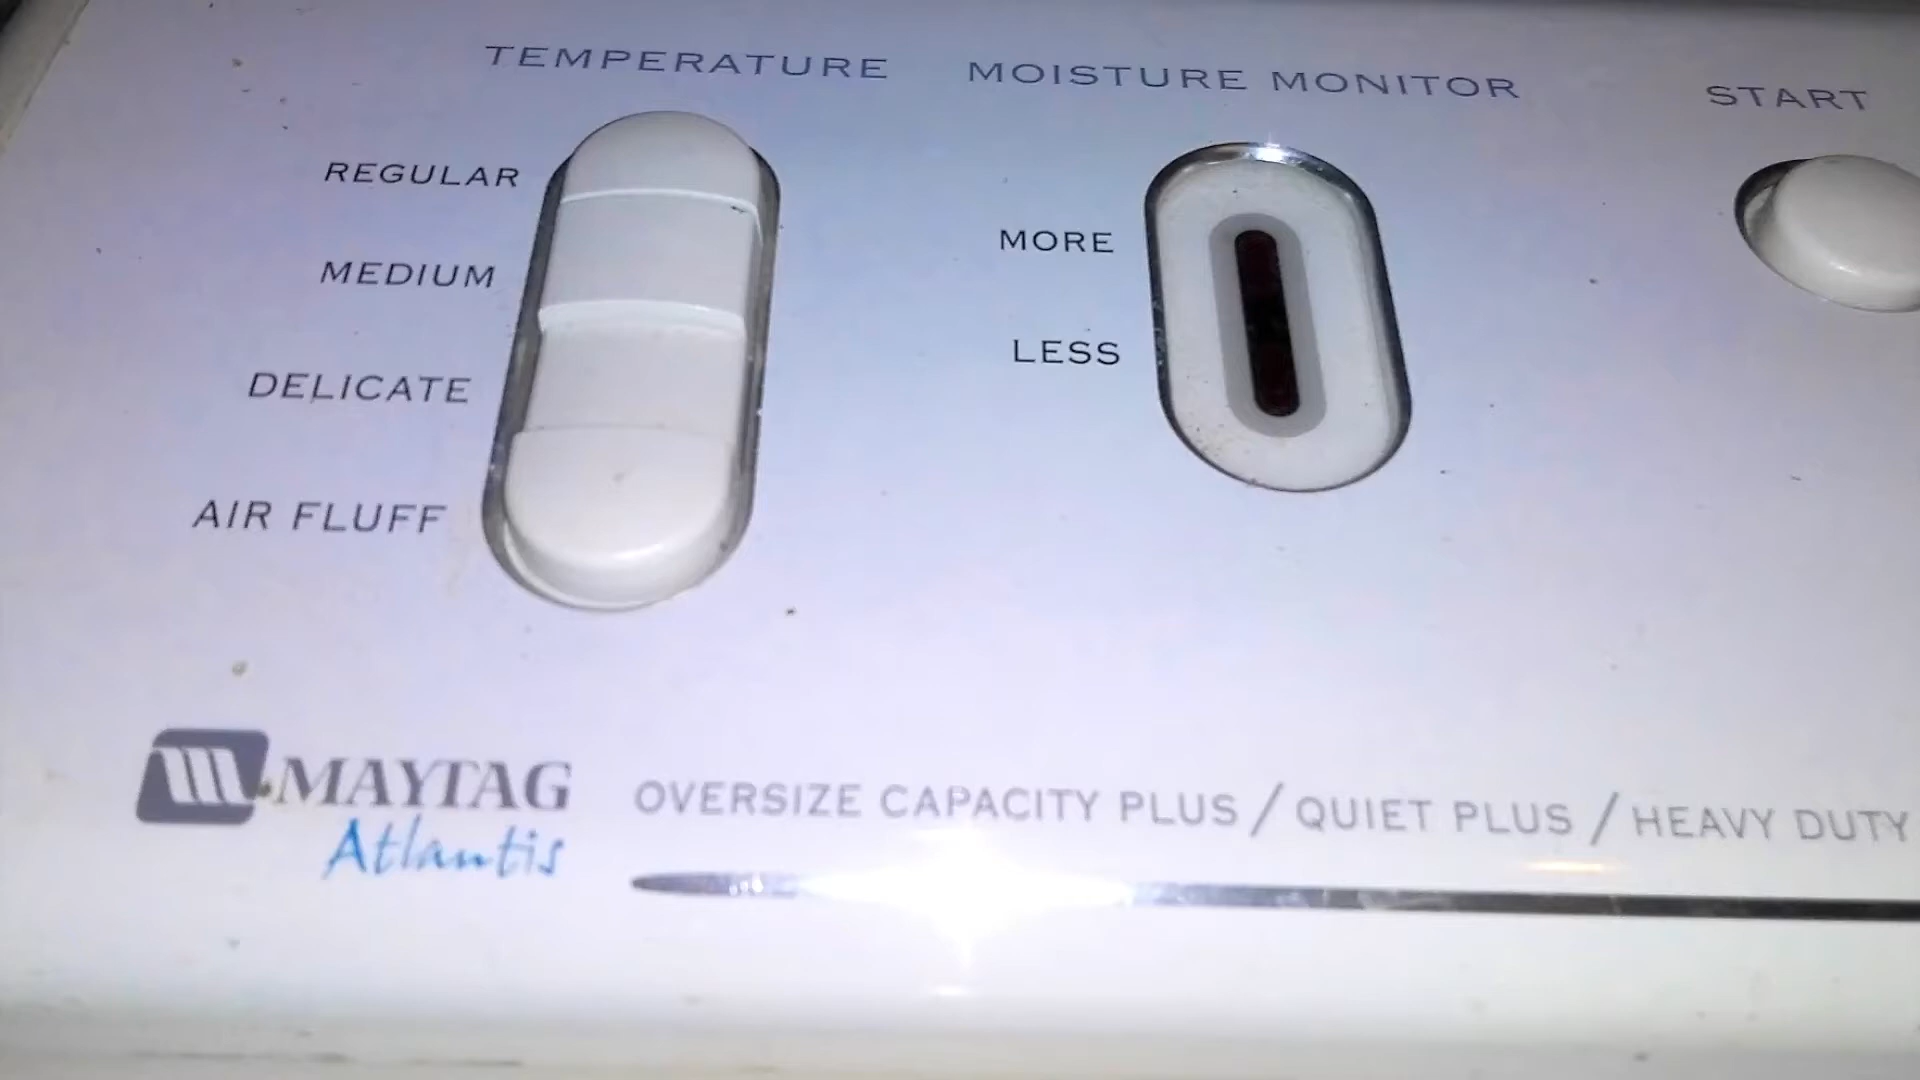 TEMPERATURE
MOISTURE MONITOR
START
REGULAR
MEDIUM
DELICATE
AIR FLUFF
MORE
LESS
MAYTAG
Atlantis
OVERSIZE CAPACITY PLUS / QUIET PLUS / HEAVY DUTY